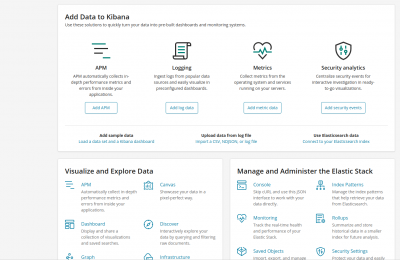 Add Data to Kibana
Use these solutions to quickly turn your data into prebuilt dashboards and monitoring systems.
APM
APM automatically collects in-
depth performance metrics and
errors from inside your
applications.
Add APM
Logging
Ingest logs from popular data
sources and easily visualize in
preconfigured dashboards.
Add log data
Metrics
Collect metrics from the
operating system and services
running on your servers.
Add metric data
Security analytics
Centralize security events for
interactive investigation in ready-
to-go visualizations.
Add security events
Add sample data
Load a data set and a Kibana dashboard
Upload data from log file
Import a CSV, NDJSON, or log file
Use Elasticsearch data
Connect to your Elasticsearch index
Visualize and Explore Data
APM
Automatically collect in-depth
performance metrics and
errors from inside your
applications.
Canvas
Showcase your data in a
pixel-perfect way.
Dashboard
Display and share a
collection of visualizations
and saved searches.
Discover
Interactively explore your
data by querying and filtering
raw documents.
Graph
Infrastructure
Manage and Administer the Elastic Stack
Console
Skip cURL and use this JSON
interface to work with your
data directly.
Index Patterns
Manage the index patterns
that help retrieve your data
from Elasticsearch.
Monitoring
Track the real-time health
and performance of your
Elastic Stack.
Rollups
Summarize and store
historical data in a smaller
index for future analysis.
Saved Objects
Import, export, and manage
Security Settings
Protect your data and easily